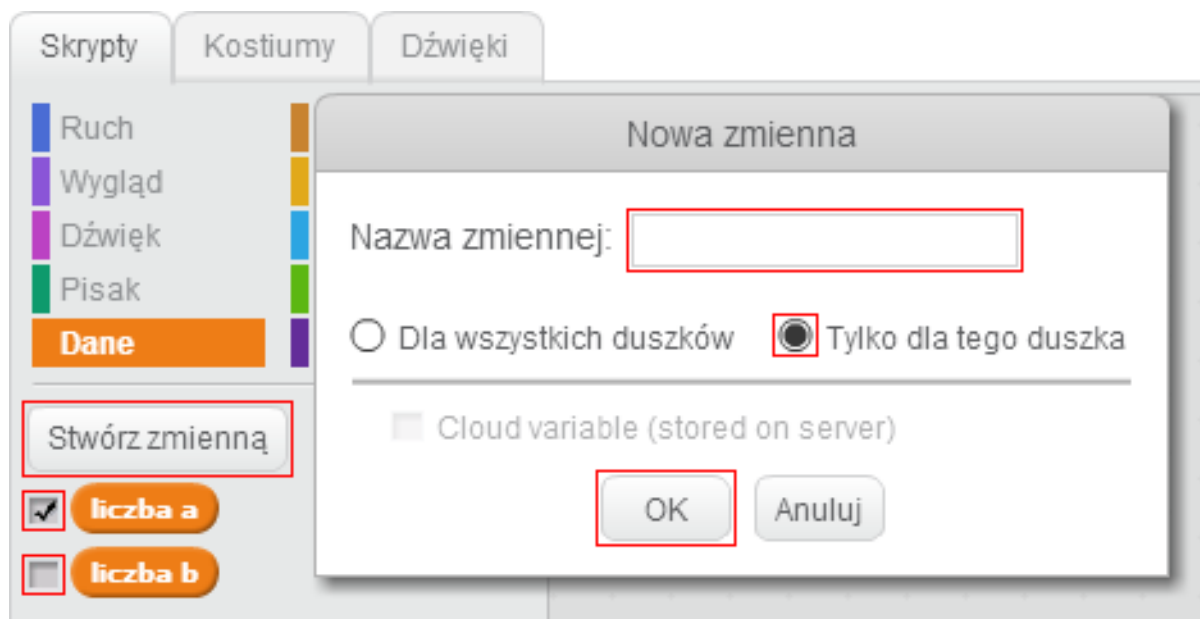 Skrypty Kostiumy Dźwięki
Ruch
Wygląd
Dźwięk
Pisak
Dane
Stwórz zmienną
liczba a
liczba b
Nowa zmienna
Nazwa zmiennej:
Dla wszystkich duszków Tylko dla tego duszka
Cloud variable (stored on server)
OK Anuluj